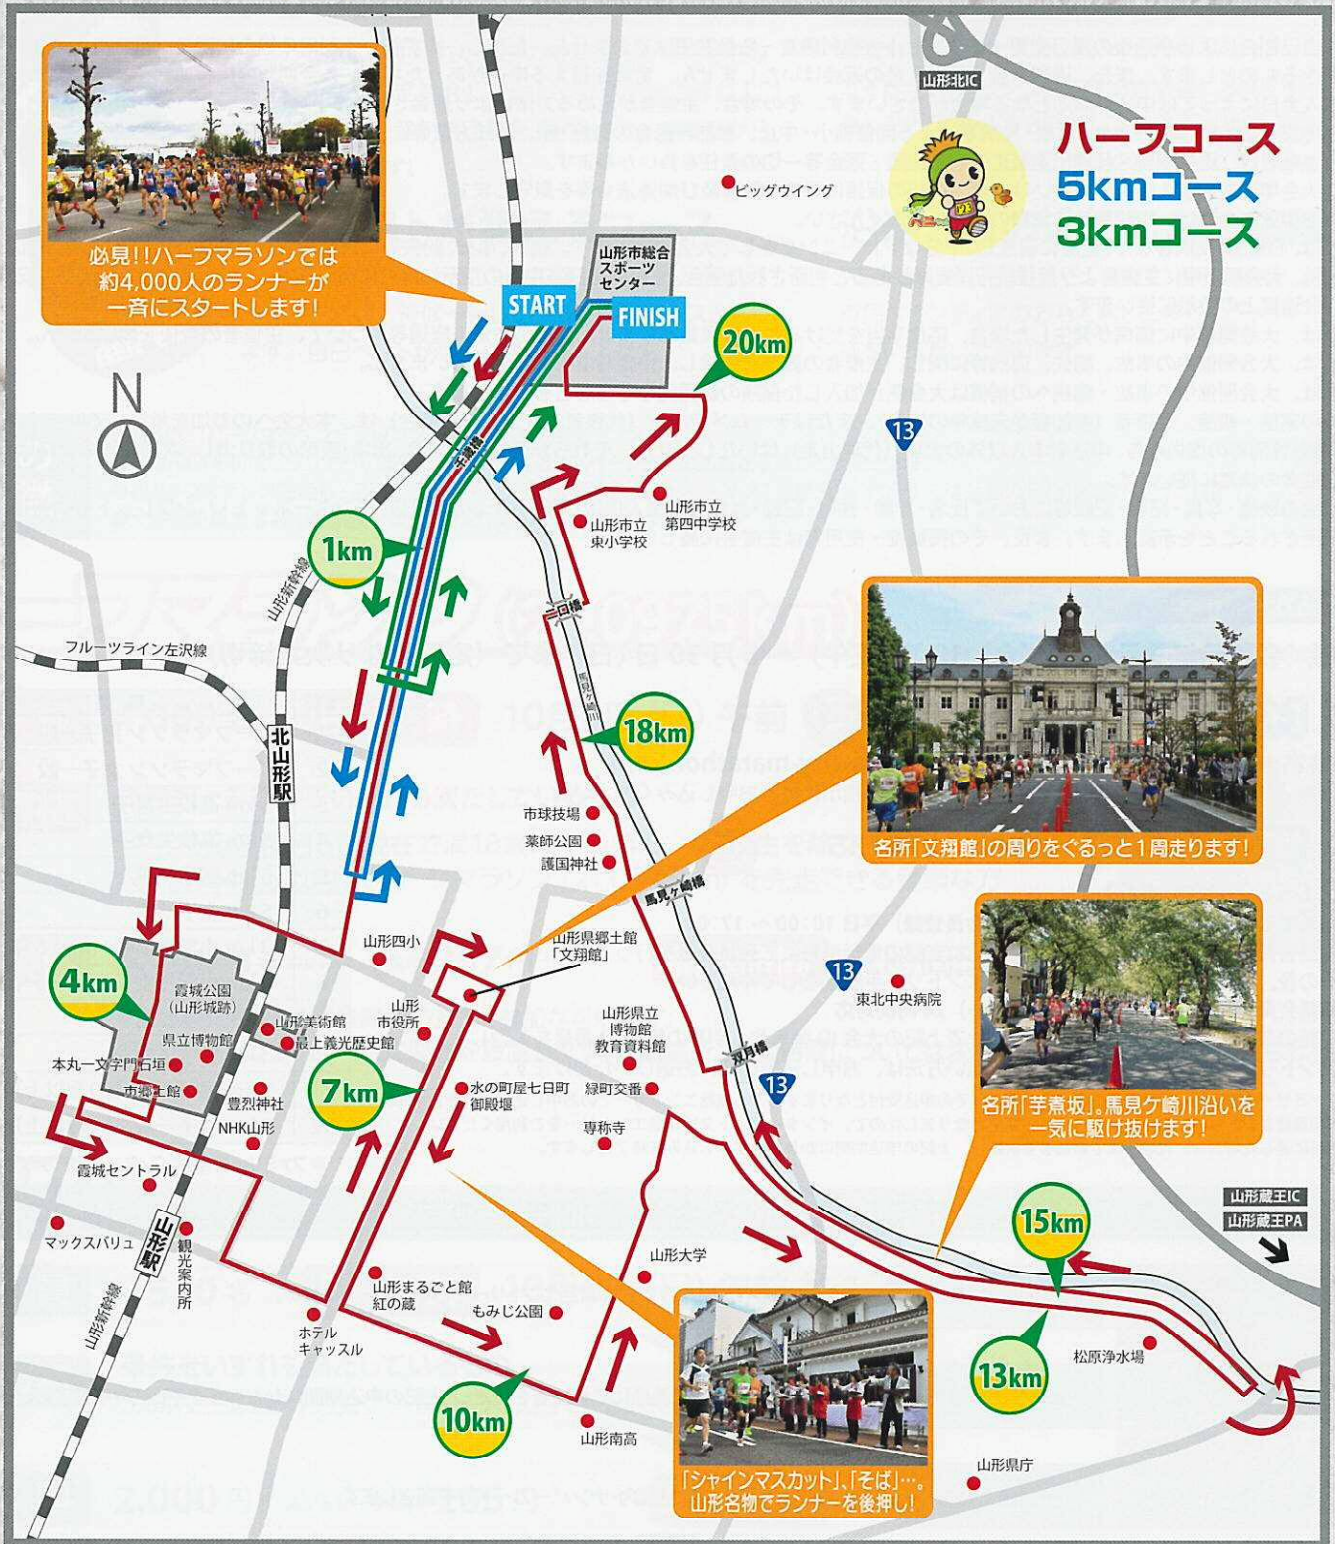 山形北IC
ハーフコース
5kmコース
3kmコース
必見!!ハーフマラソンでは
約4,000人のランナーが
一斉にスタートします!
ビッグウイング
山形市総合
スポーツ
センター
START
FINISH
20km
N
13
千歳橋
山形市立
第四中学校
山形市立
東小学校
1km
山形新幹線
二口橋
フルーツライン左沢線
馬見ヶ崎川
18km
北山形駅
市球技場
薬師公園
護国神社
名所「文翔館」の周りをぐるっと1周走ります!
馬見ヶ崎橋
山形四小
山形県郷土館
「文翔館」
4km
霞城公園
(山形城跡)
山形
市役所
13
東北中央病院
山形県立
博物館
教育資料館
山形美術館
最上義光歴史館
県立博物館
本丸一文字門石垣
市郷土館
双月橋
7km
水の町屋七日町
御殿堰
緑町交番
13
豊烈神社
NHK山形
専称寺
名所「芋煮坂」。馬見ケ崎川沿いを
一気に駆け抜けます!
霞城セントラル
15km
山形蔵王IC
山形蔵王PA
マックスバリュ
山形駅
観光案内所
山形大学
山形まるごと館
紅の蔵
もみじ公園
山形新幹線
ホテル
キャッスル
松原浄水場
13km
10km
山形南高
山形県庁
「シャインマスカット」、「そば」…。
山形名物でランナーを後押し!